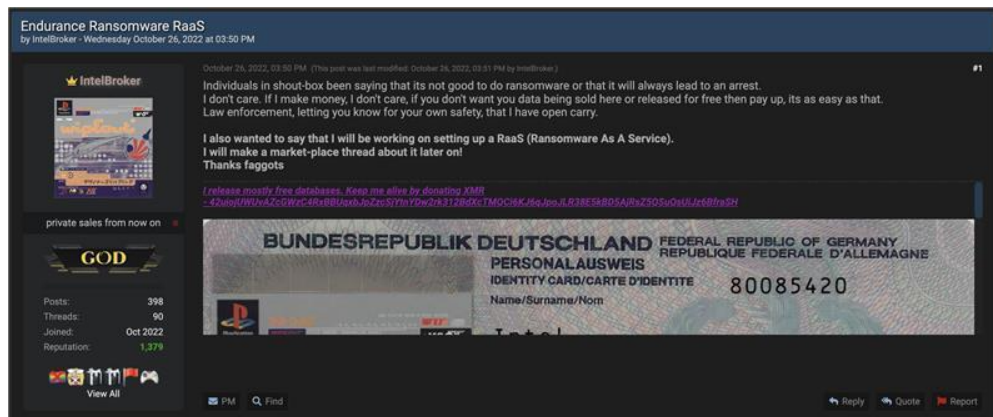 Endurance Ransomware RaaS
by IntelBroker - Wednesday October 26, 2022 at 03:50 PM
IntelBroker
wipEout
private sales from now on
GOD
Posts: 398
Threads: 90
Joined: Oct 2022
Reputation: 1,379
View All
October 26, 2022, 03:50 PM (This post was last modified: October 26, 2022, 03:51 PM by IntelBroker.)
#1
Individuals in shout-box been saying that its not good to do ransomware or that it will always lead to an arrest.
I don't care. If I make money, I don't care, if you don't want you data being sold here or released for free then pay up, its as easy as that.
Law enforcement, letting you know for your own safety, that I have open carry.
I also wanted to say that I will be working on setting up a RaaS (Ransomware As A Service).
I will make a market-place thread about it later on!
Thanks faggots
I release mostly free databases. Keep me alive by donating XMR
BUNDESREPUBLIK DEUTSCHLAND
FEDERAL REPUBLIC OF GERMANY
REPUBLIQUE FEDERALE D'ALLEMAGNE
PERSONALAUSWEIS
IDENTITY CARD/CARTE D'IDENTITE
80085420
Name/Surname/Nom
Intel
PM
Find
Reply
Quote
Report